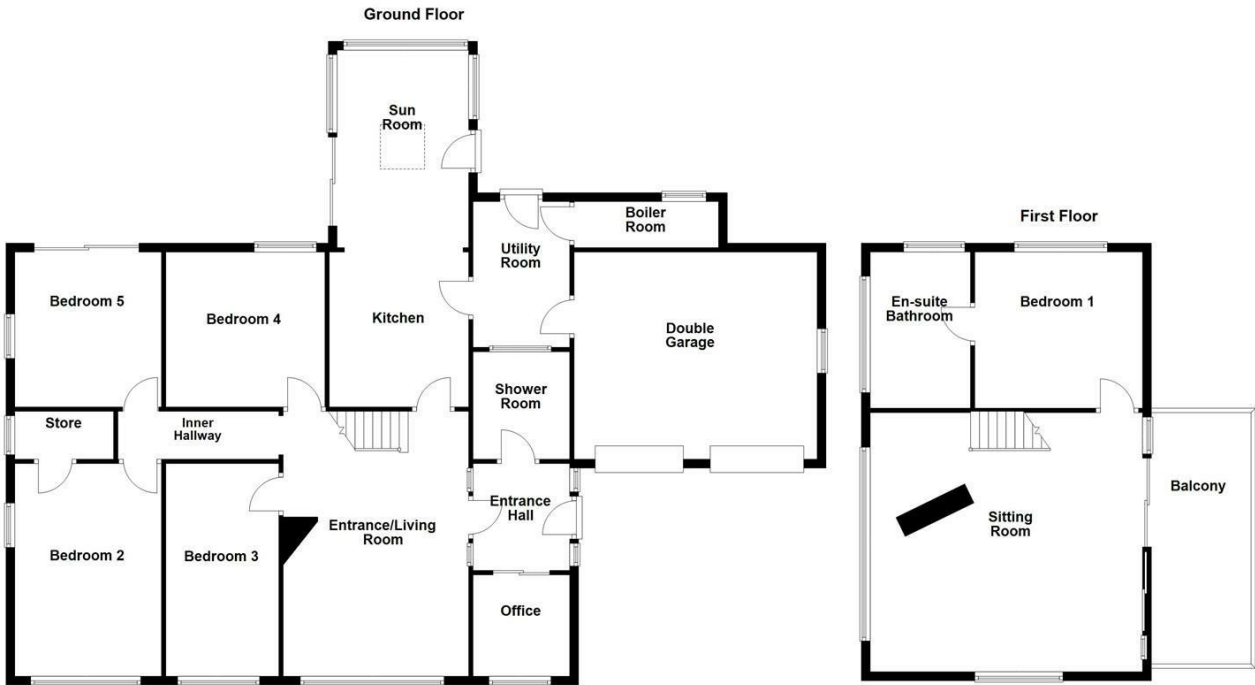 Ground Floor
Sun
Room
Boiler
Room
Utility
Room
Bedroom 5
Bedroom 4
Kitchen
Double
Garage
Shower
Room
Store
Inner
Hallway
Entrance
Hall
Entrance/Living
Room
Bedroom 2
Bedroom 3
Office
First Floor
En-suite
Bathroom
Bedroom 1
Balcony
Sitting
Room